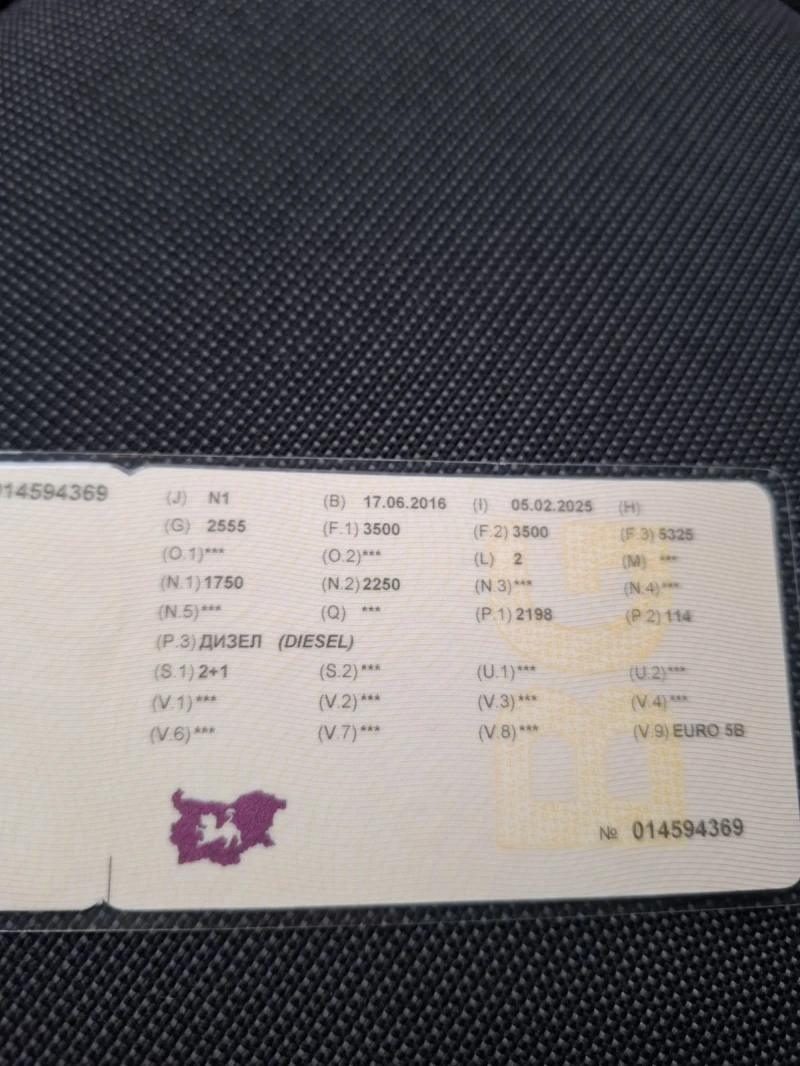 14594369
(J) N1 (B) 17.06.2016 (I) 05.02.2025 (H)
(G) 2555 (F.1) 3500 (F.2) 3500 (F.3) 5325
(O.1)*** (O.2)*** (L) 2 (M) ***
(N.1) 1750 (N.2) 2250 (N.3)*** (N.4)***
(N.5)*** (Q) *** (P.1) 2198 (P.2) 114
(P.3) ДИЗЕЛ (DIESEL)
(S.1) 2+1 (S.2)*** (U.1)*** (U.2)***
(V.1)*** (V.2)*** (V.3)*** (V.4)***
(V.6)*** (V.7)*** (V.8)*** (V.9) EURO 5B
BG
№ 014594369